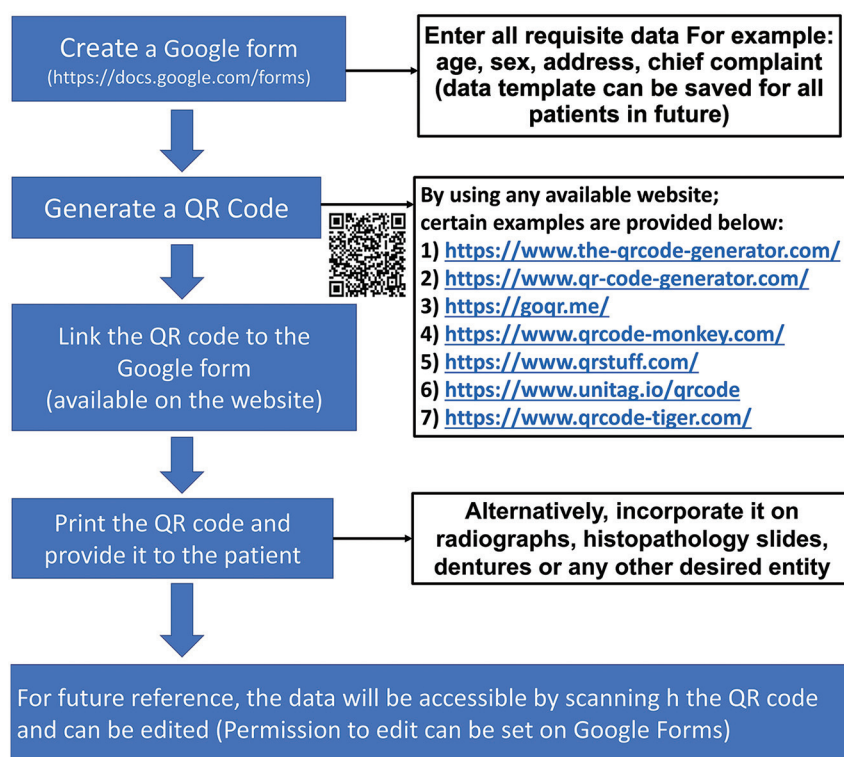 Create a Google form
(https://docs.google.com/forms)
Enter all requisite data For example:
age, sex, address, chief complaint
(data template can be saved for all
patients in future)
Generate a QR Code
By using any available website;
certain examples are provided below:
1) https://www.the-qrcode-generator.com/
2) https://www.qr-code-generator.com/
3) https://goqr.me/
4) https://www.qrcode-monkey.com/
5) https://www.qrstuff.com/
6) https://www.unitag.io/qrcode
7) https://www.qrcode-tiger.com/
Link the QR code to the
Google form
(available on the website)
Print the QR code and
provide it to the patient
Alternatively, incorporate it on
radiographs, histopathology slides,
dentures or any other desired entity
For future reference, the data will be accessible by scanning h the QR code
and can be edited (Permission to edit can be set on Google Forms)